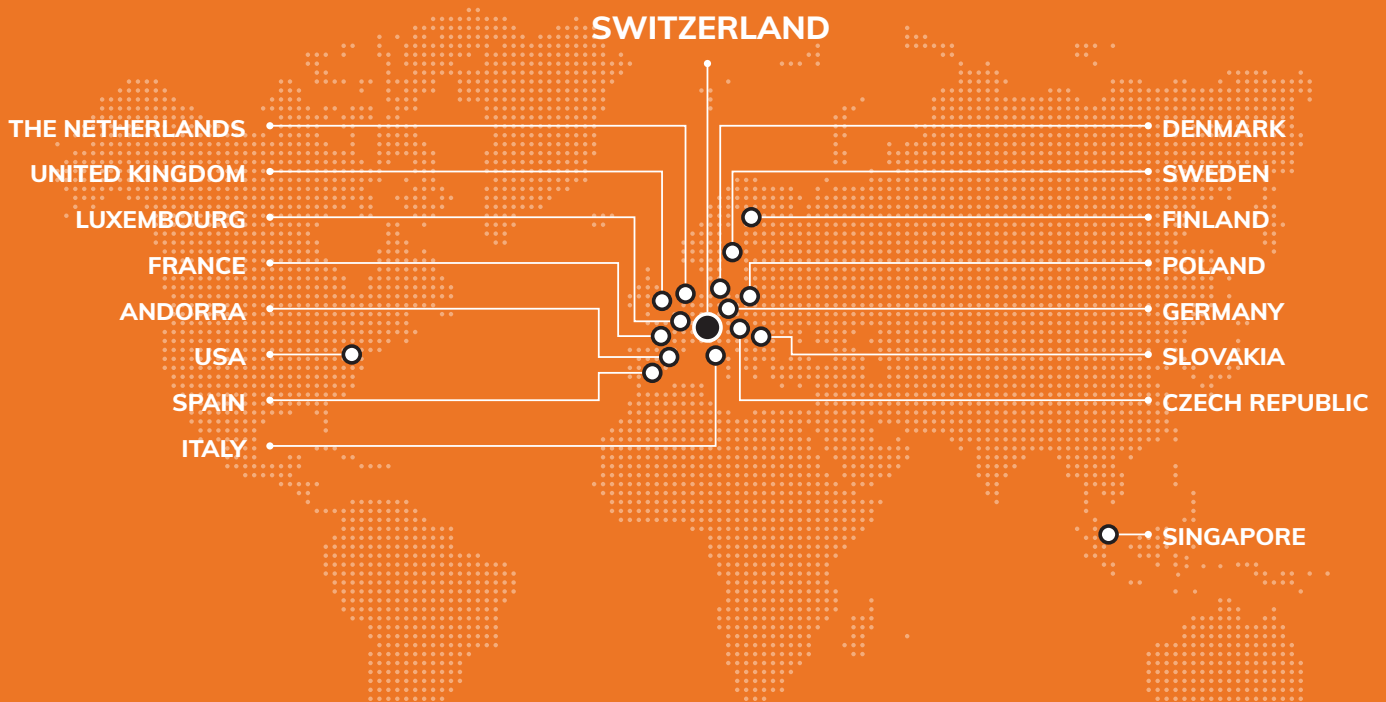 SWITZERLAND
THE NETHERLANDS
UNITED KINGDOM
LUXEMBOURG
FRANCE
ANDORRA
USA
SPAIN
ITALY
DENMARK
SWEDEN
FINLAND
POLAND
GERMANY
SLOVAKIA
CZECH REPUBLIC
SINGAPORE